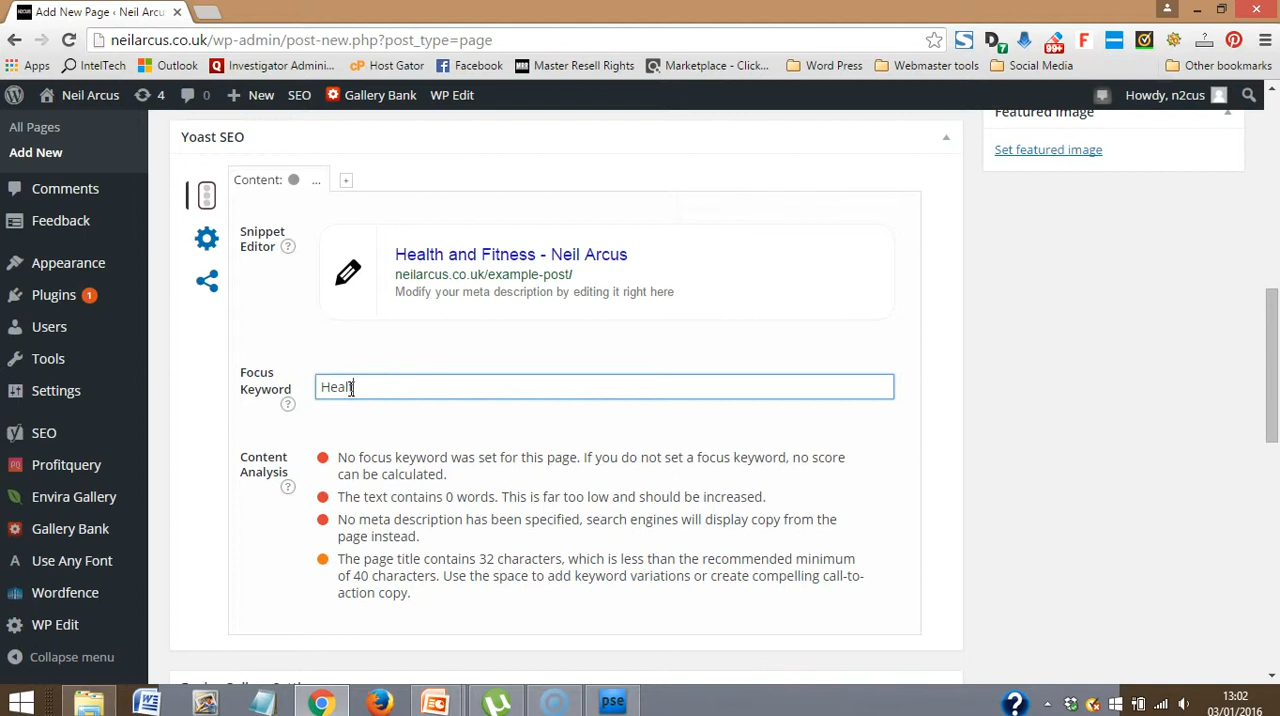 Add New Page ‹ Neil Arcu
neilarcus.co.uk/wp-admin/post-new.php?post_type=page
Apps IntelTech Outlook Investigator Admini... Host Gator Facebook Master Resell Rights Marketplace - Click... Word Press Webmaster tools Social Media Other bookmarks
Neil Arcus 4 0 New SEO Gallery Bank WP Edit Howdy, n2cus
All Pages
Add New
Comments
Feedback
Appearance
Plugins 1
Users
Tools
Settings
SEO
Profitquery
Envira Gallery
Gallery Bank
Use Any Font
Wordfence
WP Edit
Collapse menu
Yoast SEO
Content: ... +
Snippet
Editor ?
Health and Fitness - Neil Arcus
neilarcus.co.uk/example-post/
Modify your meta description by editing it right here
Focus
Keyword
?
Healt
Content
Analysis
?
No focus keyword was set for this page. If you do not set a focus keyword, no score
can be calculated.
The text contains 0 words. This is far too low and should be increased.
No meta description has been specified, search engines will display copy from the
page instead.
The page title contains 32 characters, which is less than the recommended minimum
of 40 characters. Use the space to add keyword variations or create compelling call-to-
action copy.
Featured Image
Set featured image
pse
13:02
03/01/2016